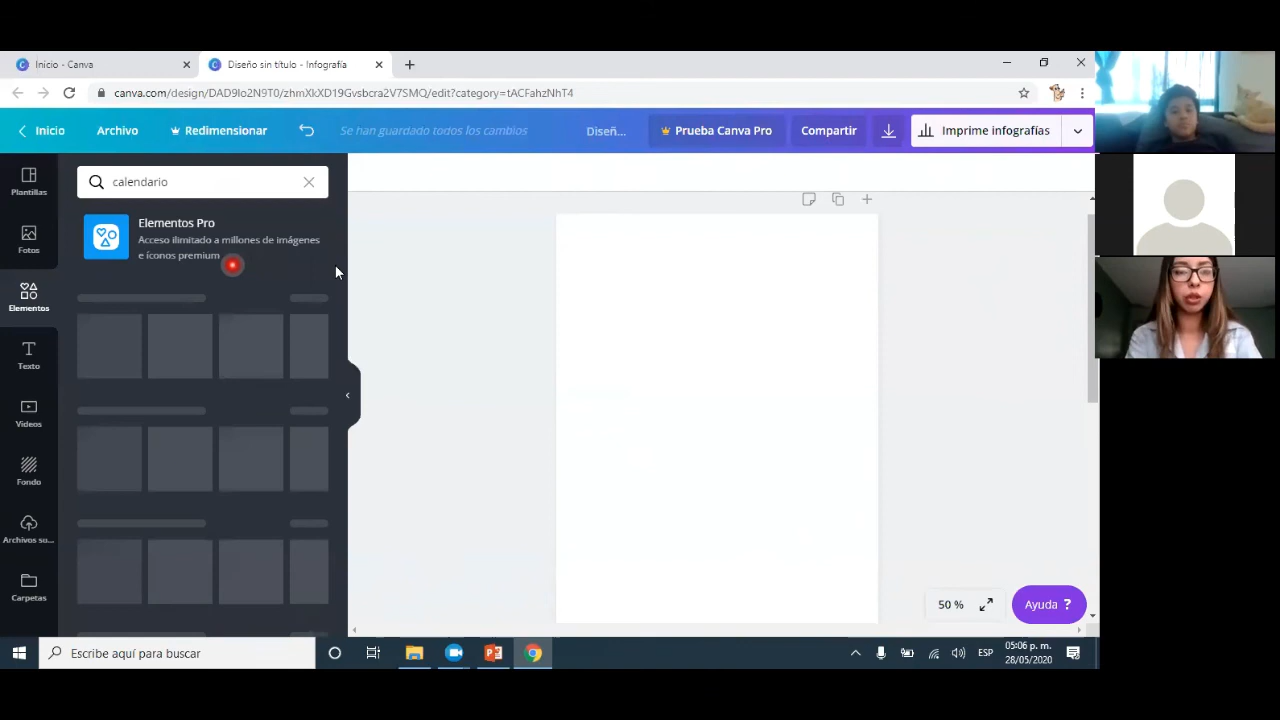 Inicio - Canva
Diseño sin título - Infografía
canva.com/design/DAD9Io2N9T0/zhmXkXD19Gvsbcra2V7SMQ/edit?category=tACFahzNhT4
Inicio
Archivo
Redimensionar
Se han guardado todos los cambios
Diseñ...
Prueba Canva Pro
Compartir
Imprime infografías
Plantillas
Fotos
Elementos
Texto
Videos
Fondo
Archivos su...
Carpetas
calendario
Elementos Pro
Acceso ilimitado a millones de imágenes
e íconos premium
50 %
Ayuda ?
Escribe aquí para buscar
ESP
05:06 p. m.
28/05/2020